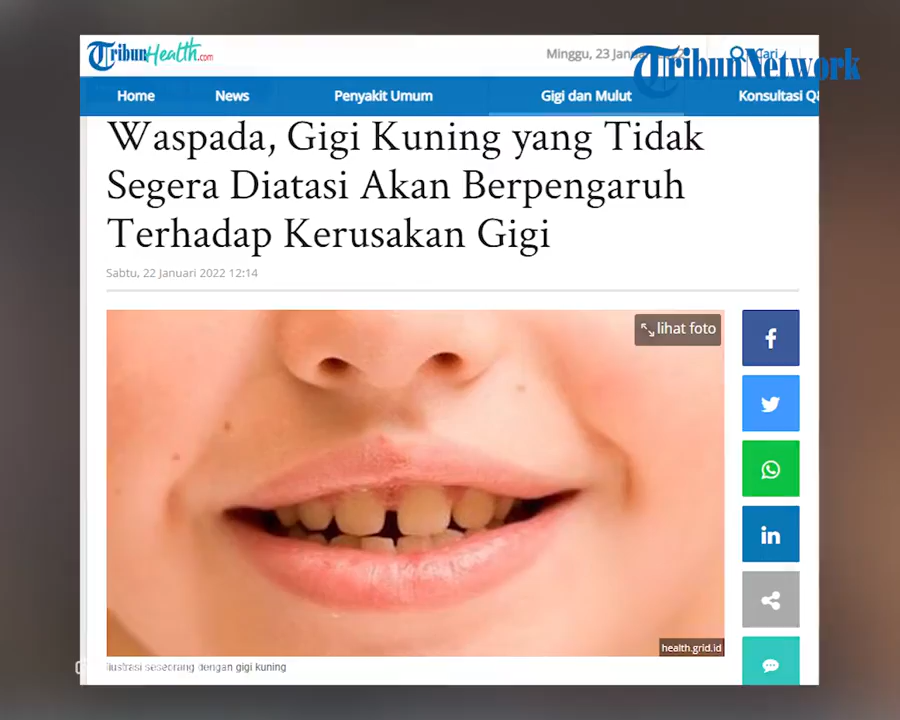 TribunHealth.com
Minggu, 23
TribunNetwork
Cari
Home News Penyakit Umum Gigi dan Mulut Konsultasi
Waspada, Gigi Kuning yang Tidak
Segera Diatasi Akan Berpengaruh
Terhadap Kerusakan Gigi
Sabtu, 22 Januari 2022 12:14
lihat foto
health.grid.id
ilustrasi seseorang dengan gigi kuning